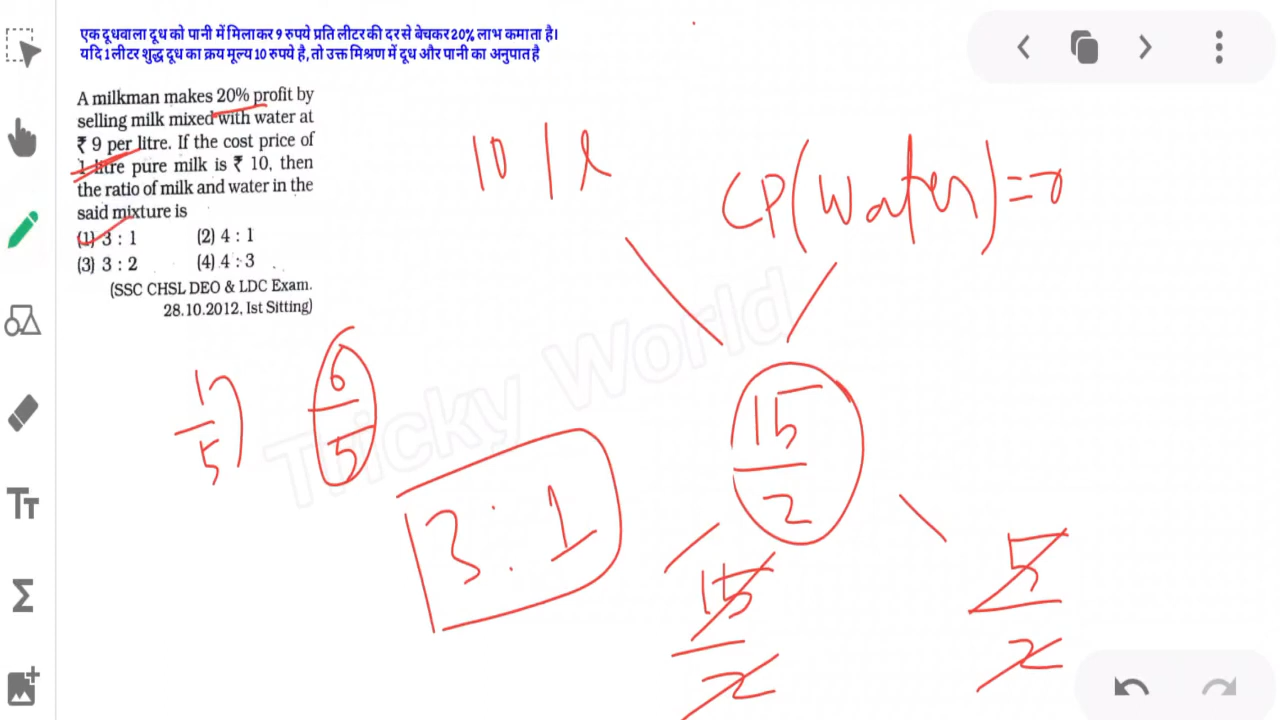 एक दूधवाला दूध को पानी में मिलाकर 9 रुपये प्रति लीटर की दर से बेचकर 20% लाभ कमाता है।
यदि 1 लीटर शुद्ध दूध का क्रय मूल्य 10 रुपये है, तो उक्त मिश्रण में दूध और पानी का अनुपात है
A milkman makes 20% profit by
selling milk mixed with water at
₹ 9 per litre. If the cost price of
1 litre pure milk is ₹ 10, then
the ratio of milk and water in the
said mixture is
(1) 3 : 1 (2) 4 : 1
(3) 3 : 2 (4) 4 : 3
(SSC CHSL DEO & LDC Exam.
28.10.2012, Ist Sitting)
10 | l
CP(Water)=0
1/5
6/5
15/2
3 : 1
15/2
5/2
Tricky World
Tт
Σ